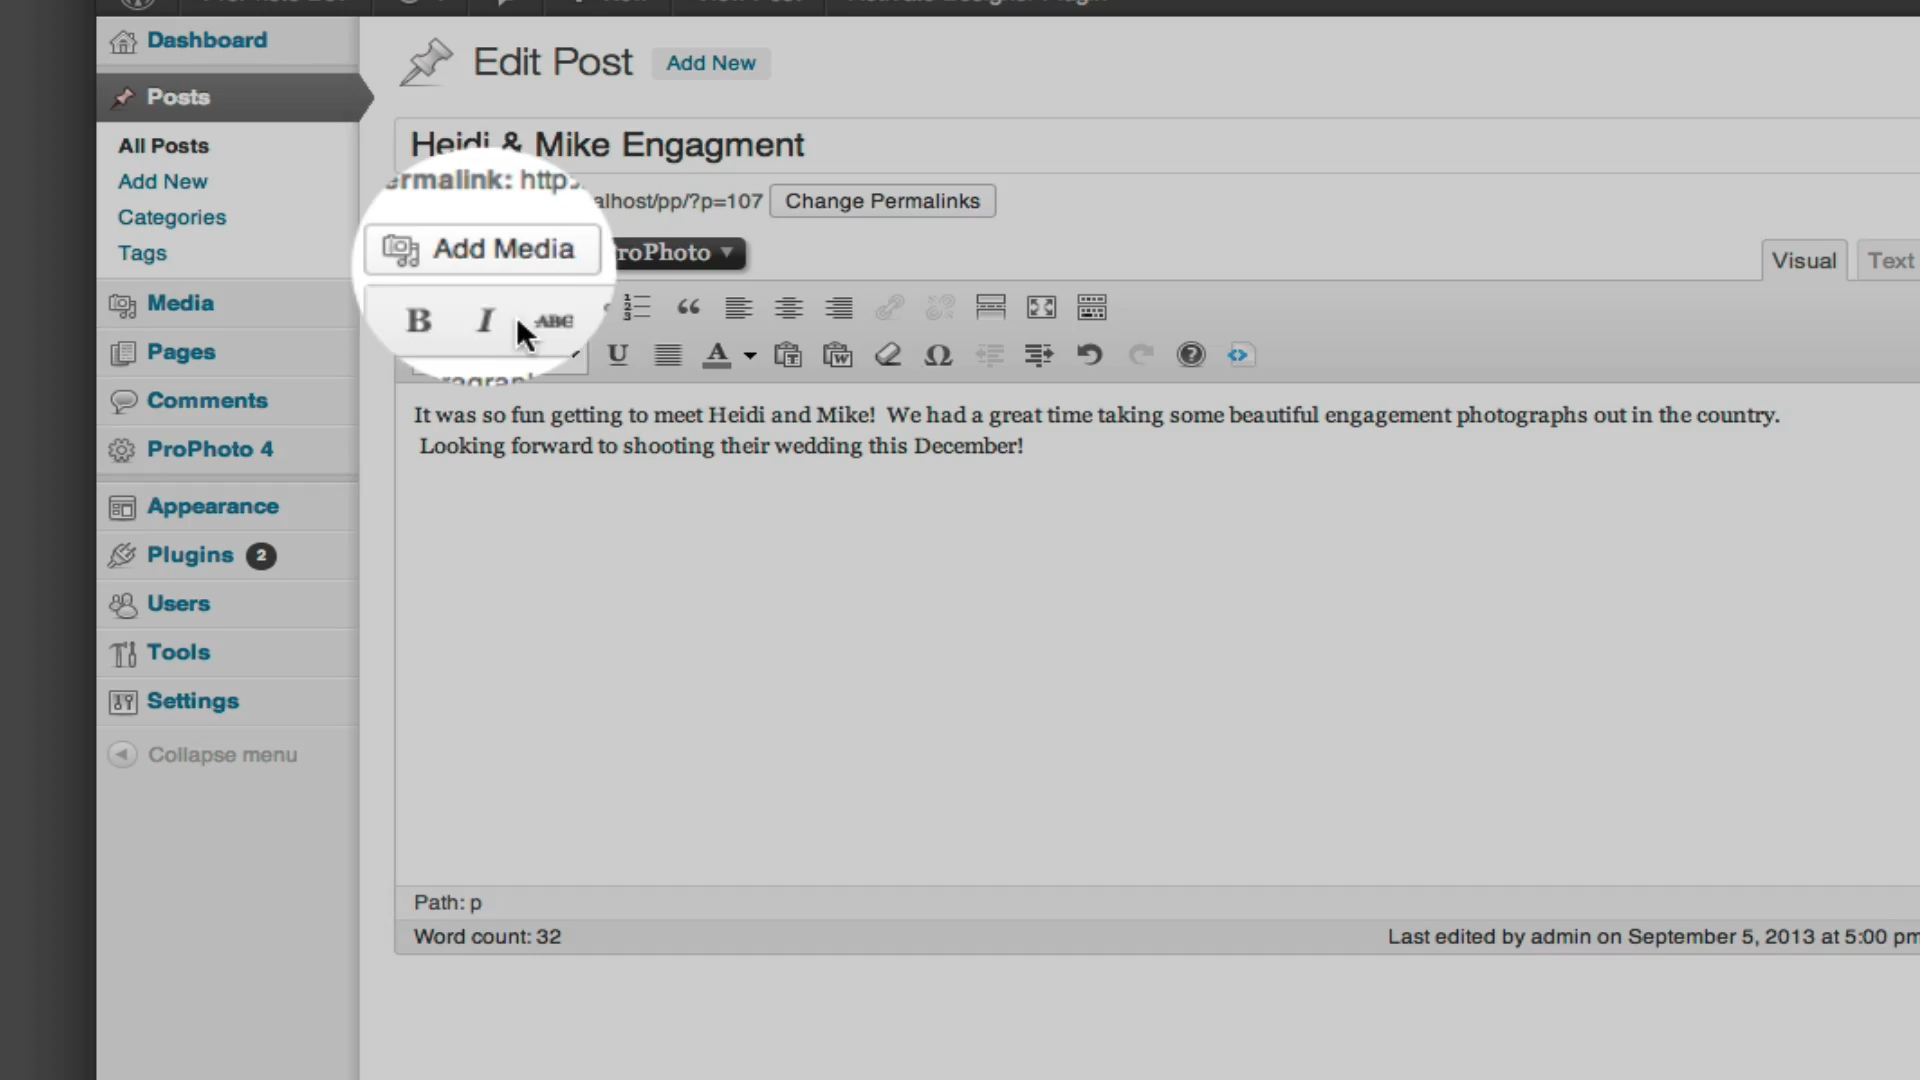 Dashboard
Posts
All Posts
Add New
Categories
Tags
Media
Pages
Comments
ProPhoto 4
Appearance
Plugins 2
Users
Tools
Settings
Collapse menu
Edit Post Add New
Heidi & Mike Engagment
ermalink: http:
alhost/pp/?p=107 Change Permalinks
Add Media roPhoto
Visual Text
B I ABC
U A
It was so fun getting to meet Heidi and Mike! We had a great time taking some beautiful engagement photographs out in the country.
Looking forward to shooting their wedding this December!
Path: p
Word count: 32
Last edited by admin on September 5, 2013 at 5:00 pm